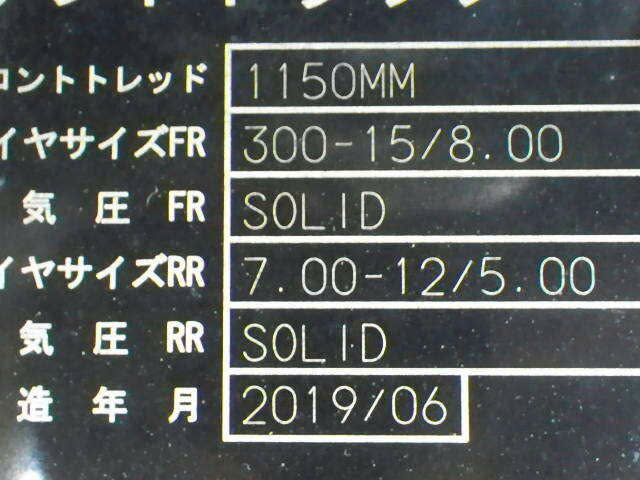 ロントトレッド 1150MM
イヤサイズFR 300-15/8.00
気圧 FR SOLID
イヤサイズRR 7.00-12/5.00
気圧 RR SOLID
造年月 2019/06